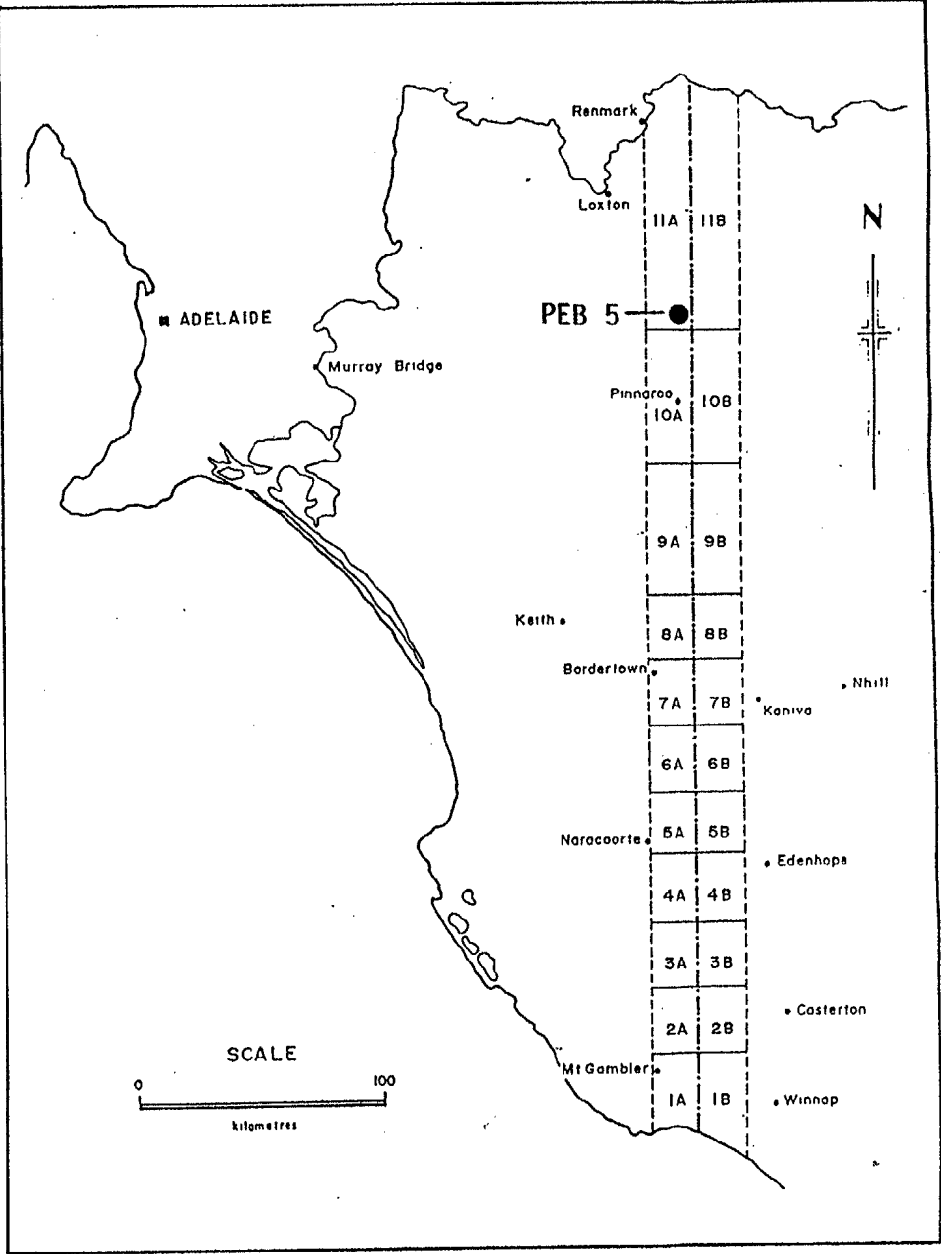 Renmark
Loxton
11A 11B
N
PEB 5
ADELAIDE
Murray Bridge
Pinnaroo
10A 10B
9A 9B
Keith
8A 8B
Bordertown
Nhill
7A 7B
Kaniva
6A 6B
Naracoorte
5A 5B
Edenhope
4A 4B
3A 3B
Casterton
2A 2B
SCALE
Mt Gambier
0 100
1A 1B
Winnap
kilometres